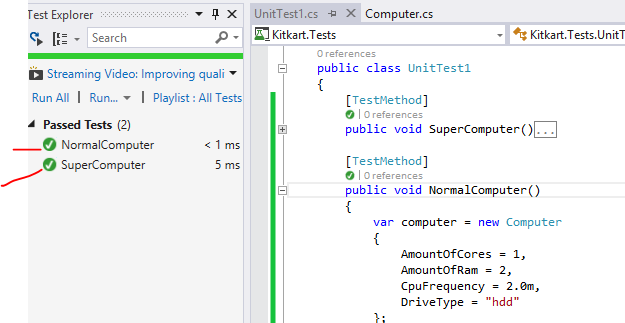 Test Explorer
Search
Streaming Video: Improving quali
Run All | Run... | Playlist : All Tests
Passed Tests (2)
NormalComputer < 1 ms
SuperComputer 5 ms
UnitTest1.cs Computer.cs
Kitkart.Tests Kitkart.Tests.UnitT
0 references
public class UnitTest1
{
[TestMethod]
| 0 references
public void SuperComputer()...
[TestMethod]
| 0 references
public void NormalComputer()
{
var computer = new Computer
{
AmountOfCores = 1,
AmountOfRam = 2,
CpuFrequency = 2.0m,
DriveType = "hdd"
};